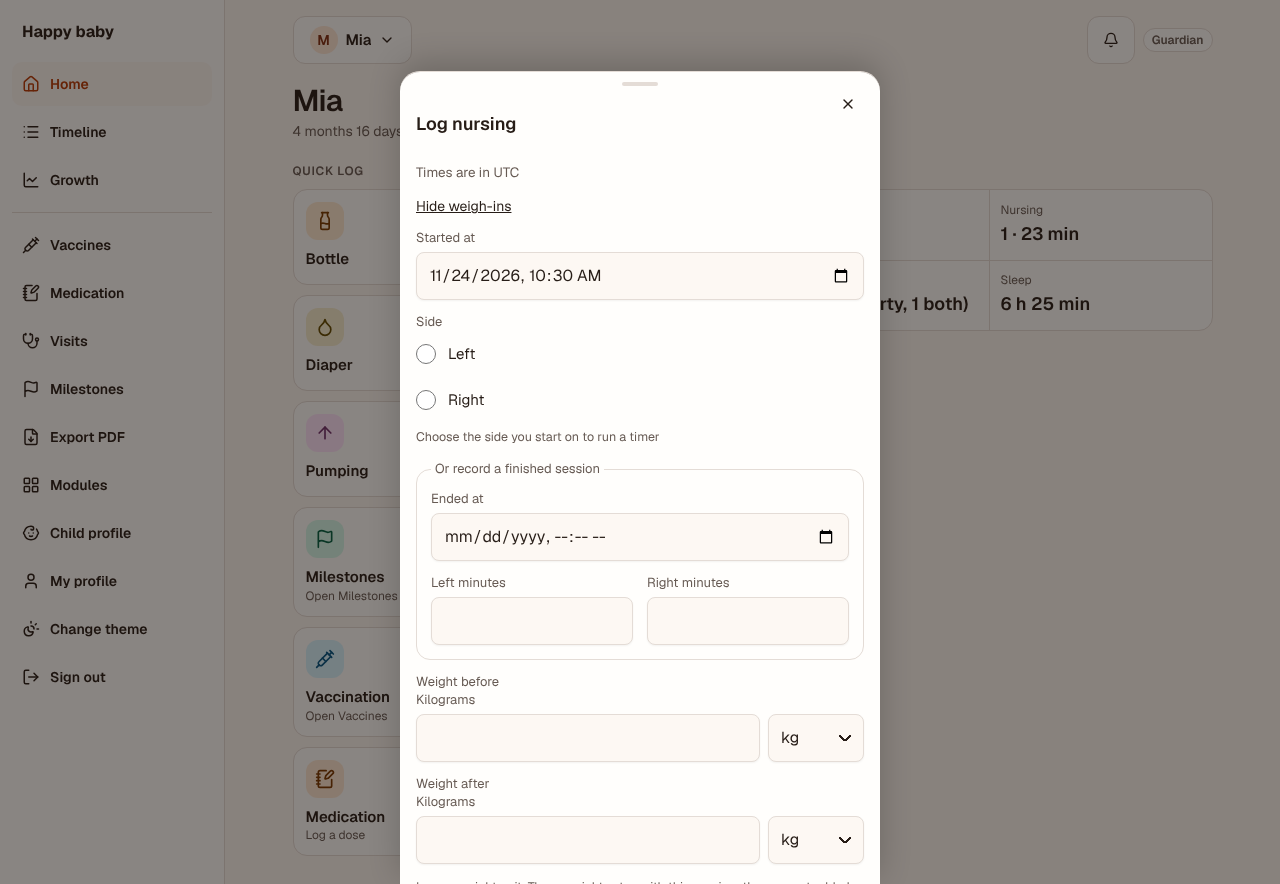 Happy baby
Home
Timeline
Growth
Vaccines
Medication
Visits
Milestones
Export PDF
Modules
Child profile
My profile
Change theme
Sign out
M Mia
Guardian
Mia
4 months 16 days
QUICK LOG
Bottle
Diaper
Pumping
Milestones
Open Milestones
Vaccination
Open Vaccines
Medication
Log a dose
Nursing
1 · 23 min
1 both)
Sleep
6 h 25 min
Log nursing
Times are in UTC
Hide weigh-ins
Started at
11/24/2026, 10:30 AM
Side
Left
Right
Choose the side you start on to run a timer
Or record a finished session
Ended at
mm/dd/yyyy, --:-- --
Left minutes Right minutes
Weight before
Kilograms
kg
Weight after
Kilograms
kg